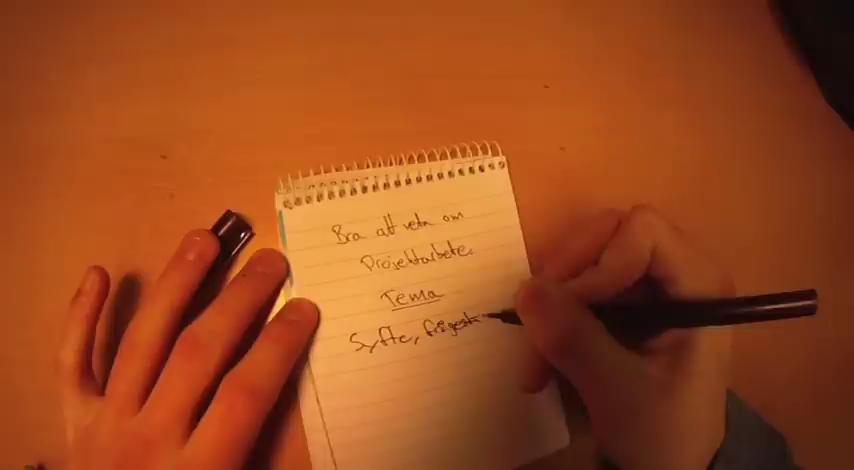 Bra att veta om
Projektarbete.
Tema
Syfte, frågest